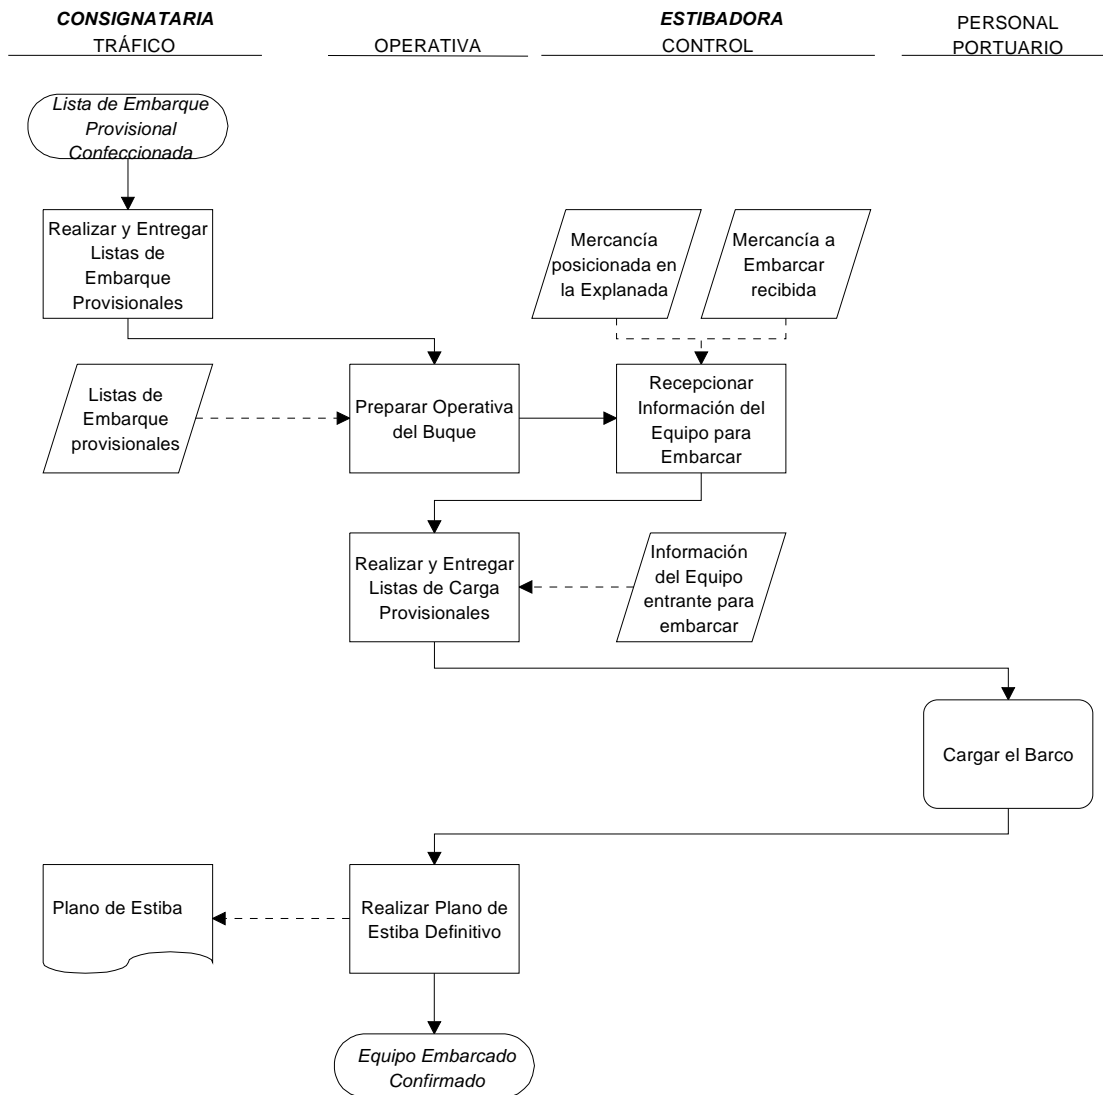 CONSIGNATARIA
TRÁFICO
OPERATIVA
ESTIBADORA
CONTROL
PERSONAL
PORTUARIO
Lista de Embarque
Provisional
Confeccionada
Realizar y Entregar
Listas de
Embarque
Provisionales
Mercancía
posicionada en
la Explanada
Mercancía a
Embarcar
recibida
Listas de
Embarque
provisionales
Preparar Operativa
del Buque
Recepcionar
Información del
Equipo para
Embarcar
Realizar y Entregar
Listas de Carga
Provisionales
Información
del Equipo
entrante para
embarcar
Cargar el Barco
Plano de Estiba
Realizar Plano de
Estiba Definitivo
Equipo Embarcado
Confirmado